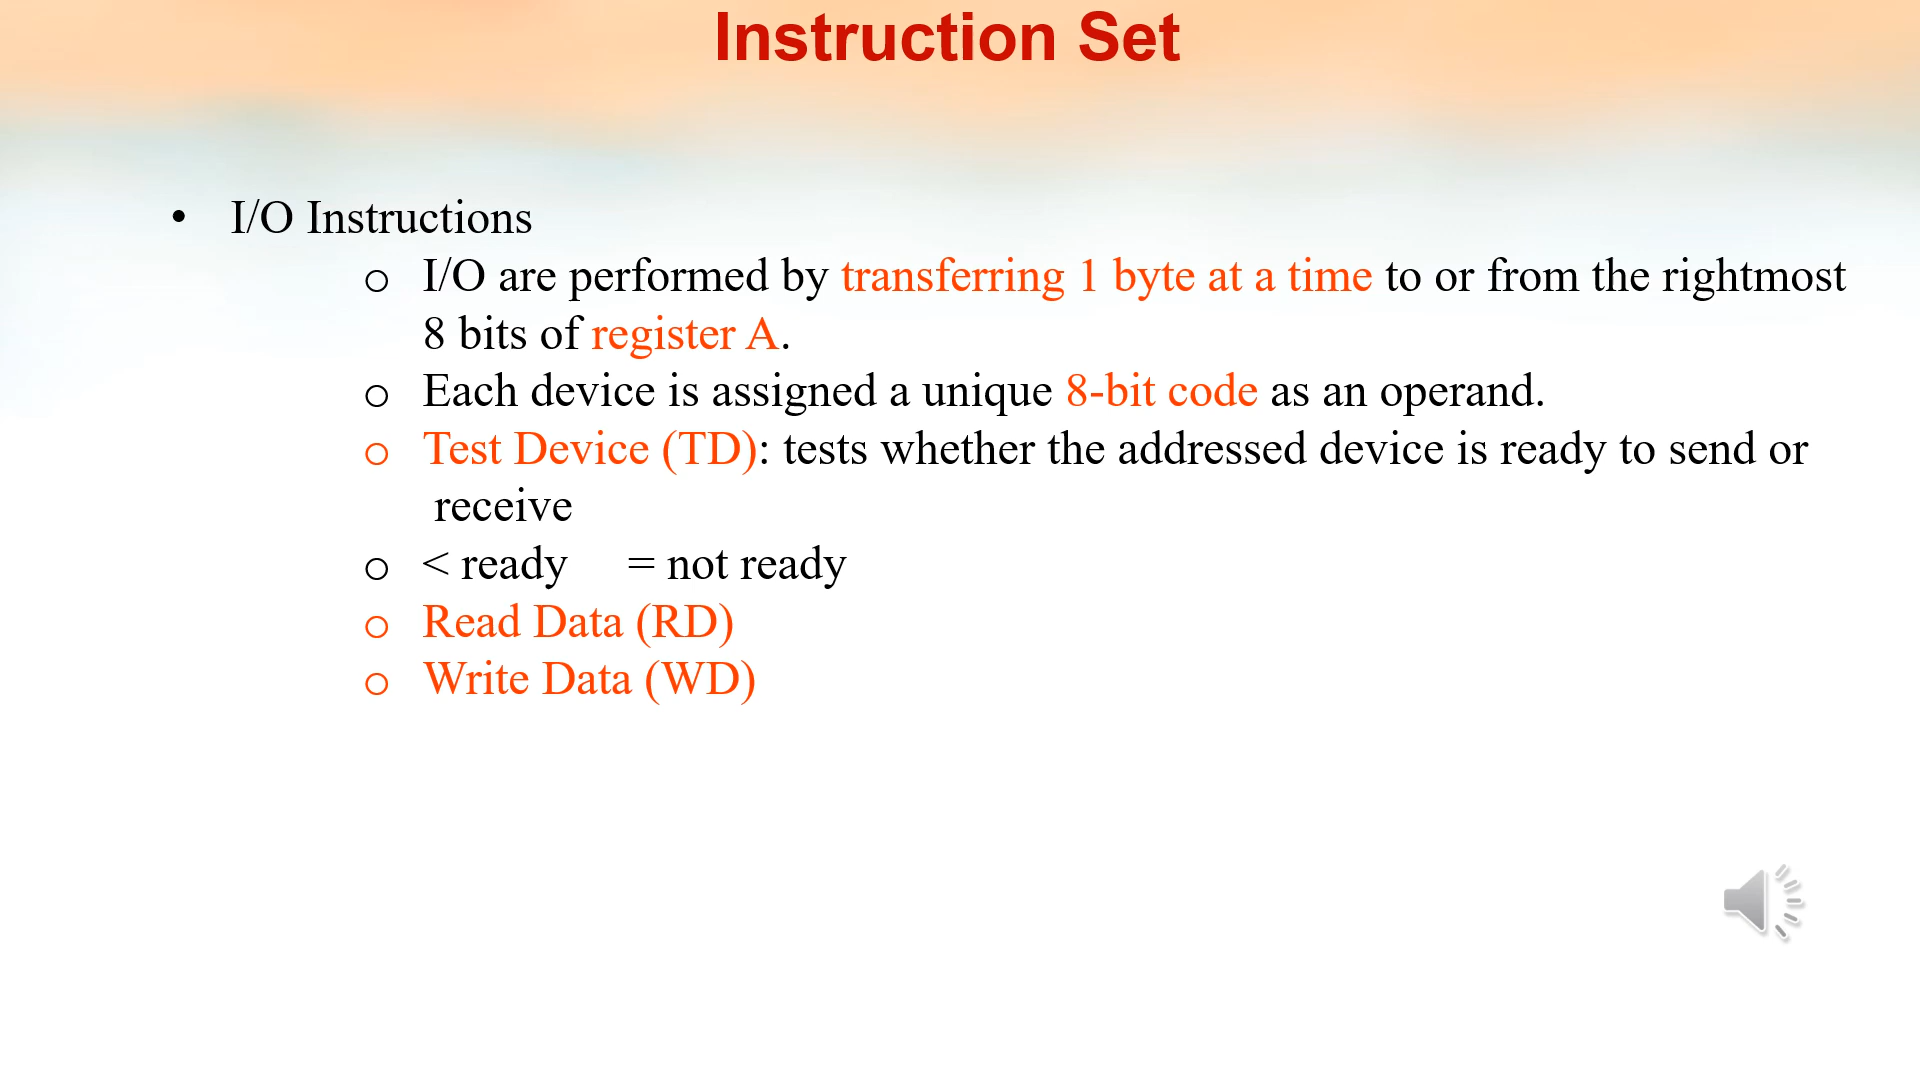 Instruction Set
• I/O Instructions
o I/O are performed by transferring 1 byte at a time to or from the rightmost
8 bits of register A.
o Each device is assigned a unique 8-bit code as an operand.
o Test Device (TD): tests whether the addressed device is ready to send or
receive
o < ready = not ready
o Read Data (RD)
o Write Data (WD)